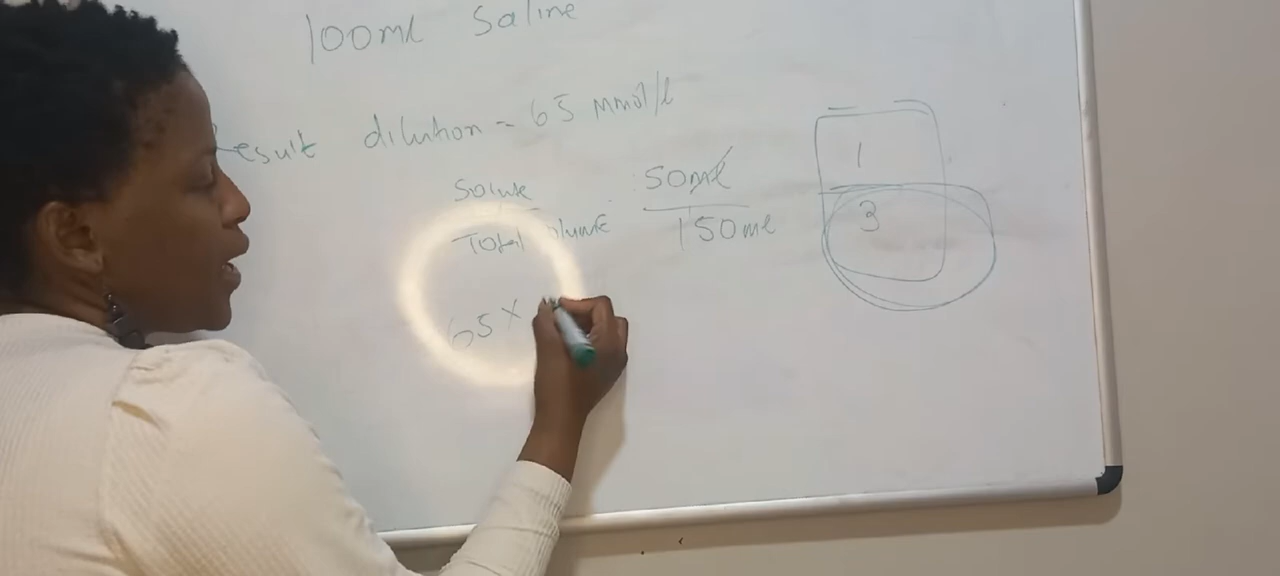 100ml Saline
Result dilution = 65 mmol/l
Solute
Total volume
50ml
150ml
1
3
65 x